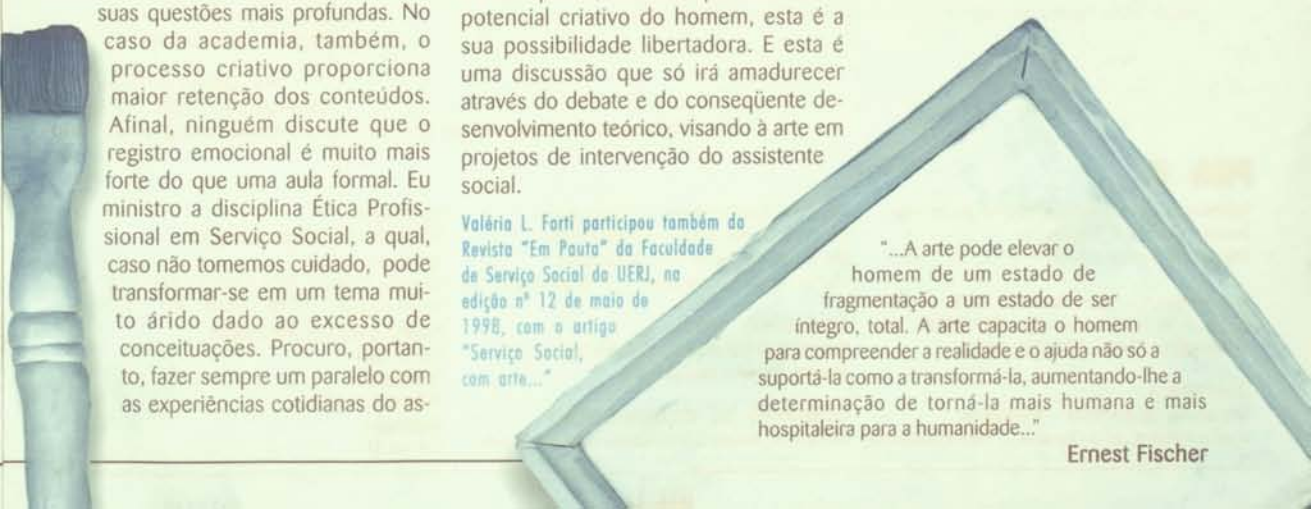 suas questões mais profundas. No
caso da academia, também, o
processo criativo proporciona
maior retenção dos conteúdos.
Afinal, ninguém discute que o
registro emocional é muito mais
forte do que uma aula formal. Eu
ministro a disciplina Ética Profis-
sional em Serviço Social, a qual,
caso não tomemos cuidado, pode
transformar-se em um tema mui-
to árido dado ao excesso de
conceituações. Procuro, portan-
to, fazer sempre um paralelo com
as experiências cotidianas do as-
potencial criativo do homem, esta é a
sua possibilidade libertadora. E esta é
uma discussão que só irá amadurecer
através do debate e do conseqüente de-
senvolvimento teórico, visando à arte em
projetos de intervenção do assistente
social.
Valéria L. Forti participou também da
Revista "Em Pauta" da Faculdade
de Serviço Social da UERJ, na
edição nº 12 de maio de
1998, com o artigo
"Serviço Social,
com arte..."
"...A arte pode elevar o
homem de um estado de
fragmentação a um estado de ser
íntegro, total. A arte capacita o homem
para compreender a realidade e o ajuda não só a
suportá-la como a transformá-la, aumentando-lhe a
determinação de torná-la mais humana e mais
hospitaleira para a humanidade..."
Ernest Fischer